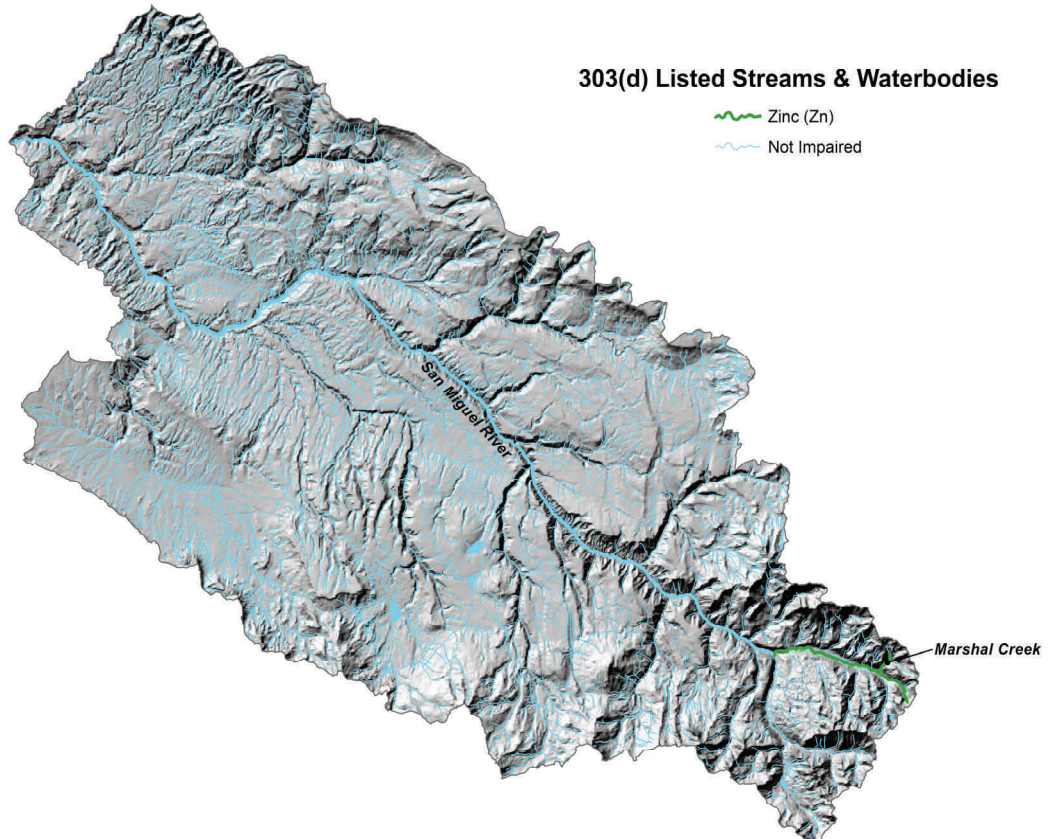 303(d) Listed Streams & Waterbodies
Zinc (Zn)
Not Impaired
San Miguel River
Marshal Creek